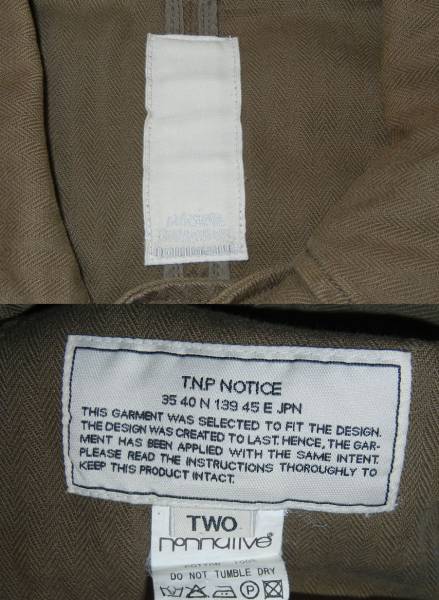 T.N.P NOTICE
35 40 N 139 45 E JPN
THIS GARMENT WAS SELECTED TO FIT THE DESIGN.
THE DESIGN WAS CREATED TO LAST. HENCE, THE GAR-
MENT HAS BEEN APPLIED WITH THE SAME INTENT.
PLEASE READ THE INSTRUCTIONS THOROUGHLY TO
KEEP THIS PRODUCT INTACT.
TWO
nonnative
DO NOT TUMBLE DRY